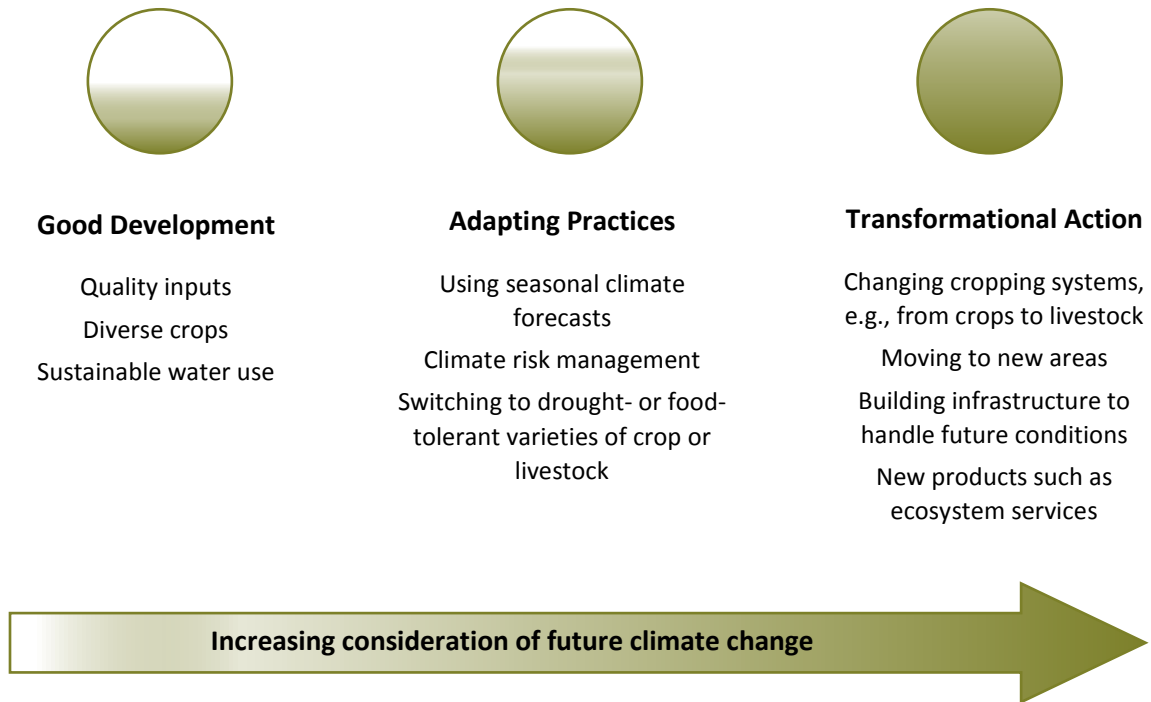 Good Development
Quality inputs
Diverse crops
Sustainable water use
Adapting Practices
Using seasonal climate
forecasts
Climate risk management
Switching to drought- or food-
tolerant varieties of crop or
livestock
Transformational Action
Changing cropping systems,
e.g., from crops to livestock
Moving to new areas
Building infrastructure to
handle future conditions
New products such as
ecosystem services
Increasing consideration of future climate change